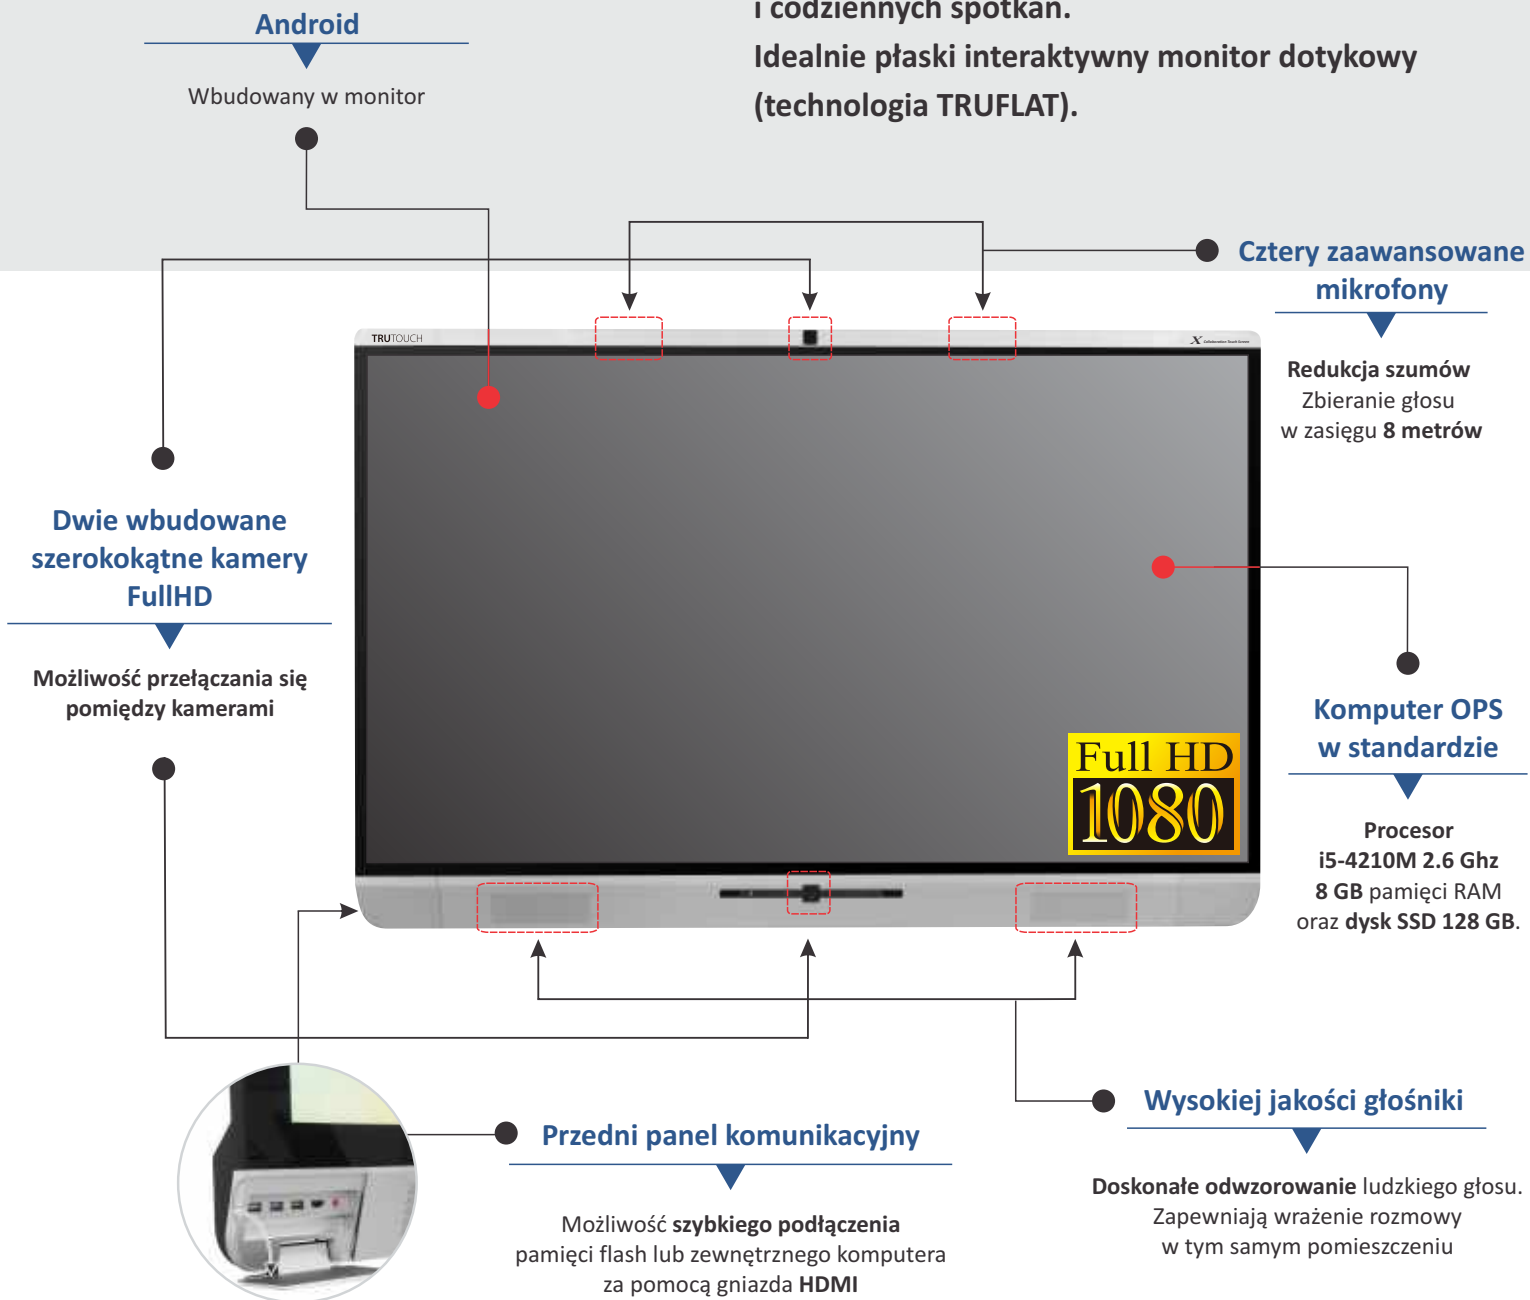 i codziennych spotkań.
Idealnie płaski interaktywny monitor dotykowy
(technologia TRUFLAT).
Android
Wbudowany w monitor
Cztery zaawansowane
mikrofony
Redukcja szumów
Zbieranie głosu
w zasięgu 8 metrów
TRUTOUCH
X Collaboration Touch Screen
Dwie wbudowane
szerokokątne kamery
FullHD
Możliwość przełączania się
pomiędzy kamerami
Full HD
1080
Komputer OPS
w standardzie
Procesor
i5-4210M 2.6 Ghz
8 GB pamięci RAM
oraz dysk SSD 128 GB.
Przedni panel komunikacyjny
Możliwość szybkiego podłączenia
pamięci flash lub zewnętrznego komputera
za pomocą gniazda HDMI
Wysokiej jakości głośniki
Doskonałe odwzorowanie ludzkiego głosu.
Zapewniają wrażenie rozmowy
w tym samym pomieszczeniu